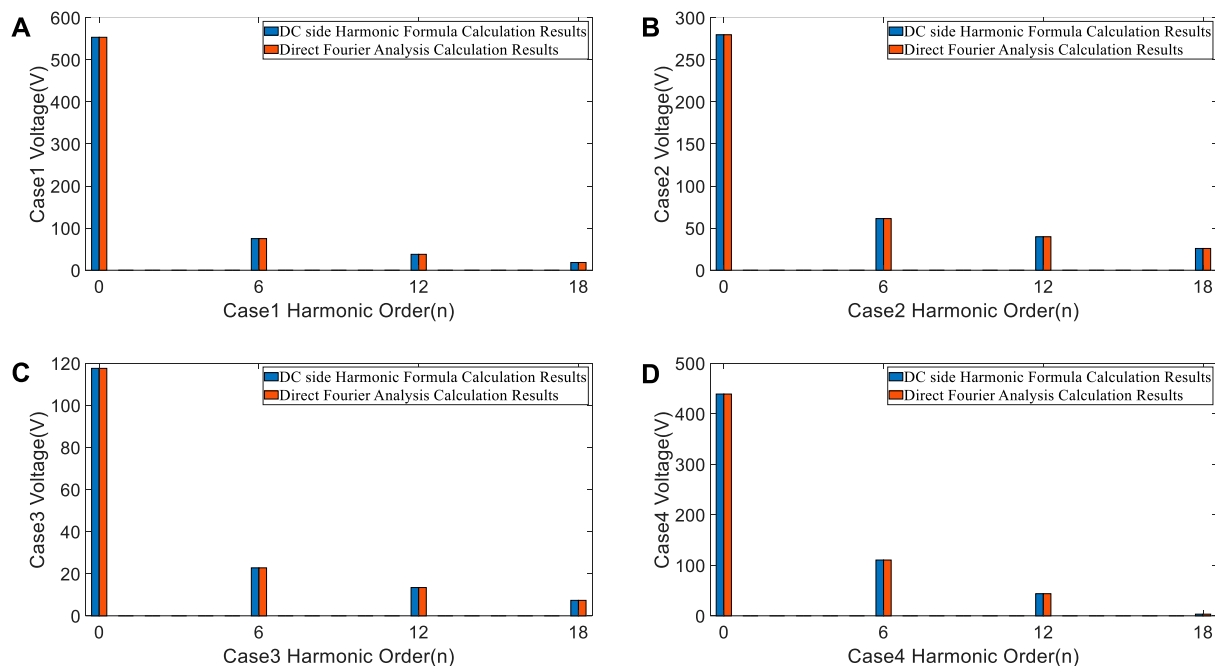 A
600
500
400
300
200
100
0
Case1 Voltage(V)
DC side Harmonic Formula Calculation Results
Direct Fourier Analysis Calculation Results
0 6 12 18
Case1 Harmonic Order(n)
B
300
250
200
150
100
50
0
Case2 Voltage(V)
DC side Harmonic Formula Calculation Results
Direct Fourier Analysis Calculation Results
0 6 12 18
Case2 Harmonic Order(n)
C
120
100
80
60
40
20
0
Case3 Voltage(V)
DC side Harmonic Formula Calculation Results
Direct Fourier Analysis Calculation Results
0 6 12 18
Case3 Harmonic Order(n)
D
500
400
300
200
100
0
Case4 Voltage(V)
DC side Harmonic Formula Calculation Results
Direct Fourier Analysis Calculation Results
0 6 12 18
Case4 Harmonic Order(n)